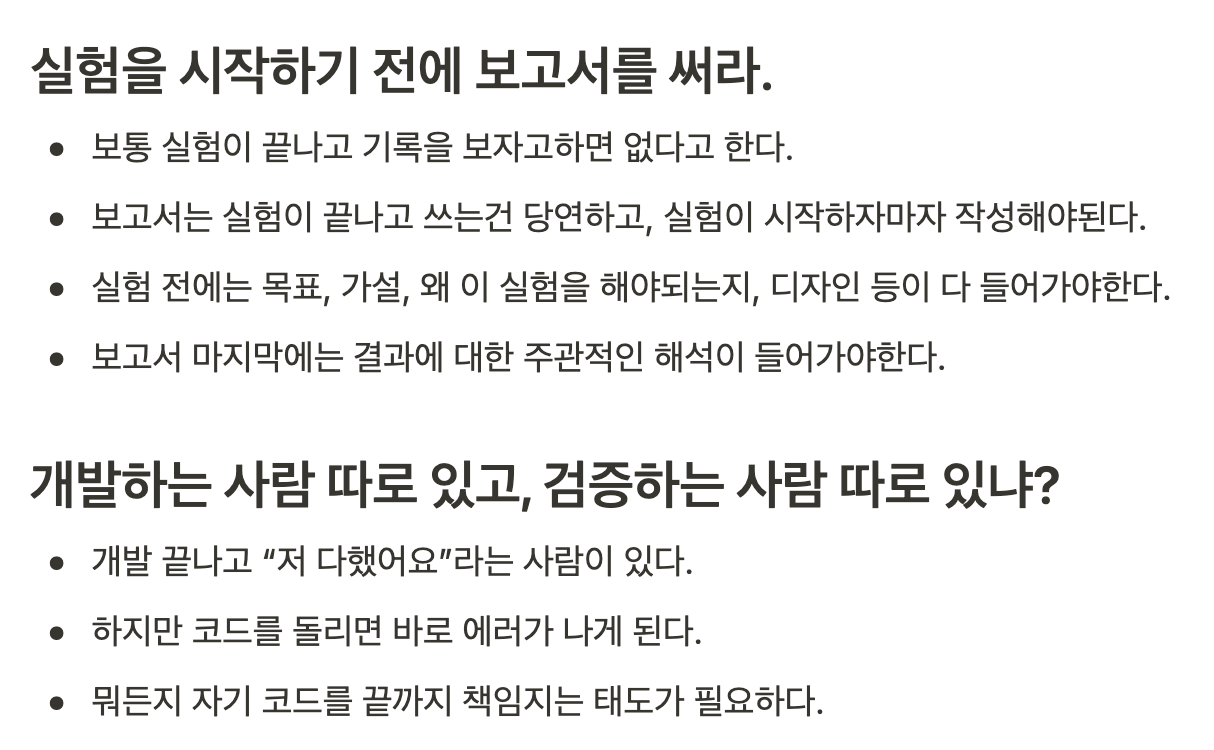 실험을 시작하기 전에 보고서를 써라.
• 보통 실험이 끝나고 기록을 보자고하면 없다고 한다.
• 보고서는 실험이 끝나고 쓰는건 당연하고, 실험이 시작하자마자 작성해야된다.
• 실험 전에는 목표, 가설, 왜 이 실험을 해야되는지, 디자인 등이 다 들어가야한다.
• 보고서 마지막에는 결과에 대한 주관적인 해석이 들어가야한다.
개발하는 사람 따로 있고, 검증하는 사람 따로 있냐?
• 개발 끝나고 “저 다했어요”라는 사람이 있다.
• 하지만 코드를 돌리면 바로 에러가 나게 된다.
• 뭐든지 자기 코드를 끝까지 책임지는 태도가 필요하다.